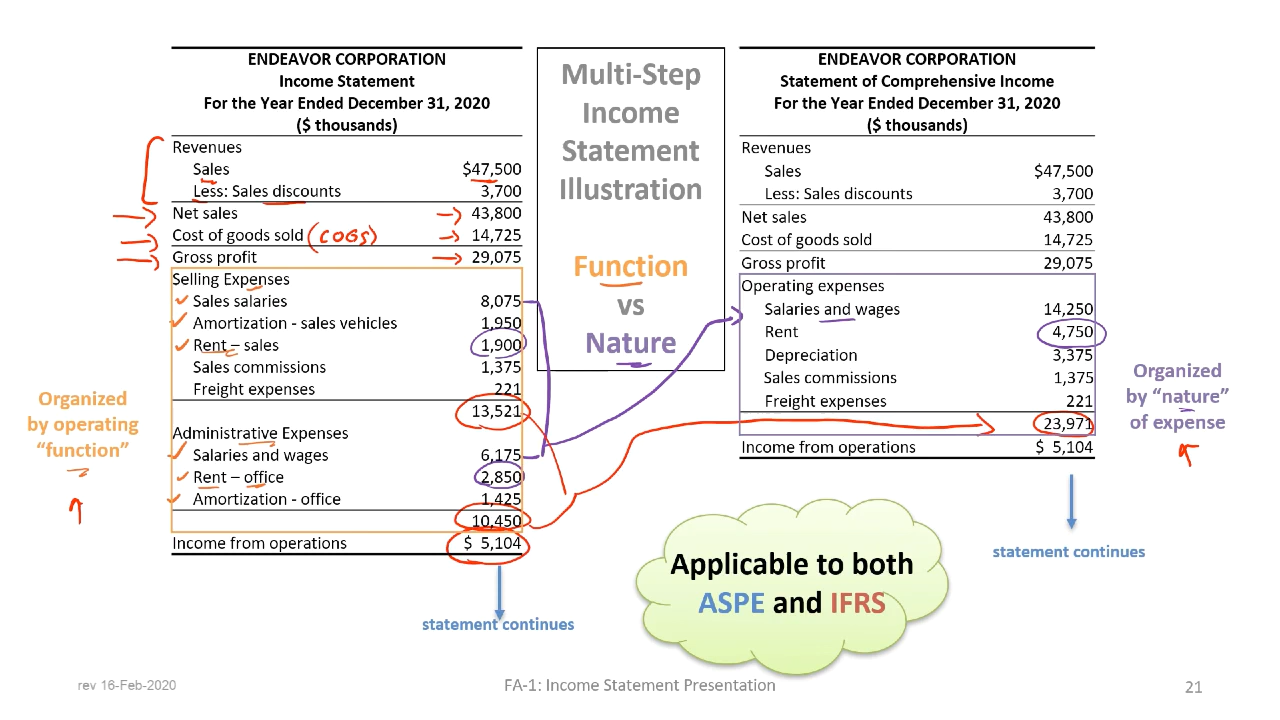 ENDEAVOR CORPORATION
Income Statement
For the Year Ended December 31, 2020
($ thousands)
Revenues
Sales $47,500
Less: Sales discounts 3,700
Net sales 43,800
Cost of goods sold (COGS) 14,725
Gross profit 29,075
Selling Expenses
Sales salaries 8,075
Amortization - sales vehicles 1,950
Rent – sales 1,900
Sales commissions 1,375
Freight expenses 221
13,521
Administrative Expenses
Salaries and wages 6,175
Rent – office 2,850
Amortization - office 1,425
10,450
Income from operations $ 5,104
statement continues
Organized
by operating
“function”
Multi-Step
Income
Statement
Illustration
Function
vs
Nature
ENDEAVOR CORPORATION
Statement of Comprehensive Income
For the Year Ended December 31, 2020
($ thousands)
Revenues
Sales $47,500
Less: Sales discounts 3,700
Net sales 43,800
Cost of goods sold 14,725
Gross profit 29,075
Operating expenses
Salaries and wages 14,250
Rent 4,750
Depreciation 3,375
Sales commissions 1,375
Freight expenses 221
23,971
Income from operations $ 5,104
statement continues
Organized
by “nature”
of expense
Applicable to both
ASPE and IFRS
rev 16-Feb-2020
FA-1: Income Statement Presentation
21